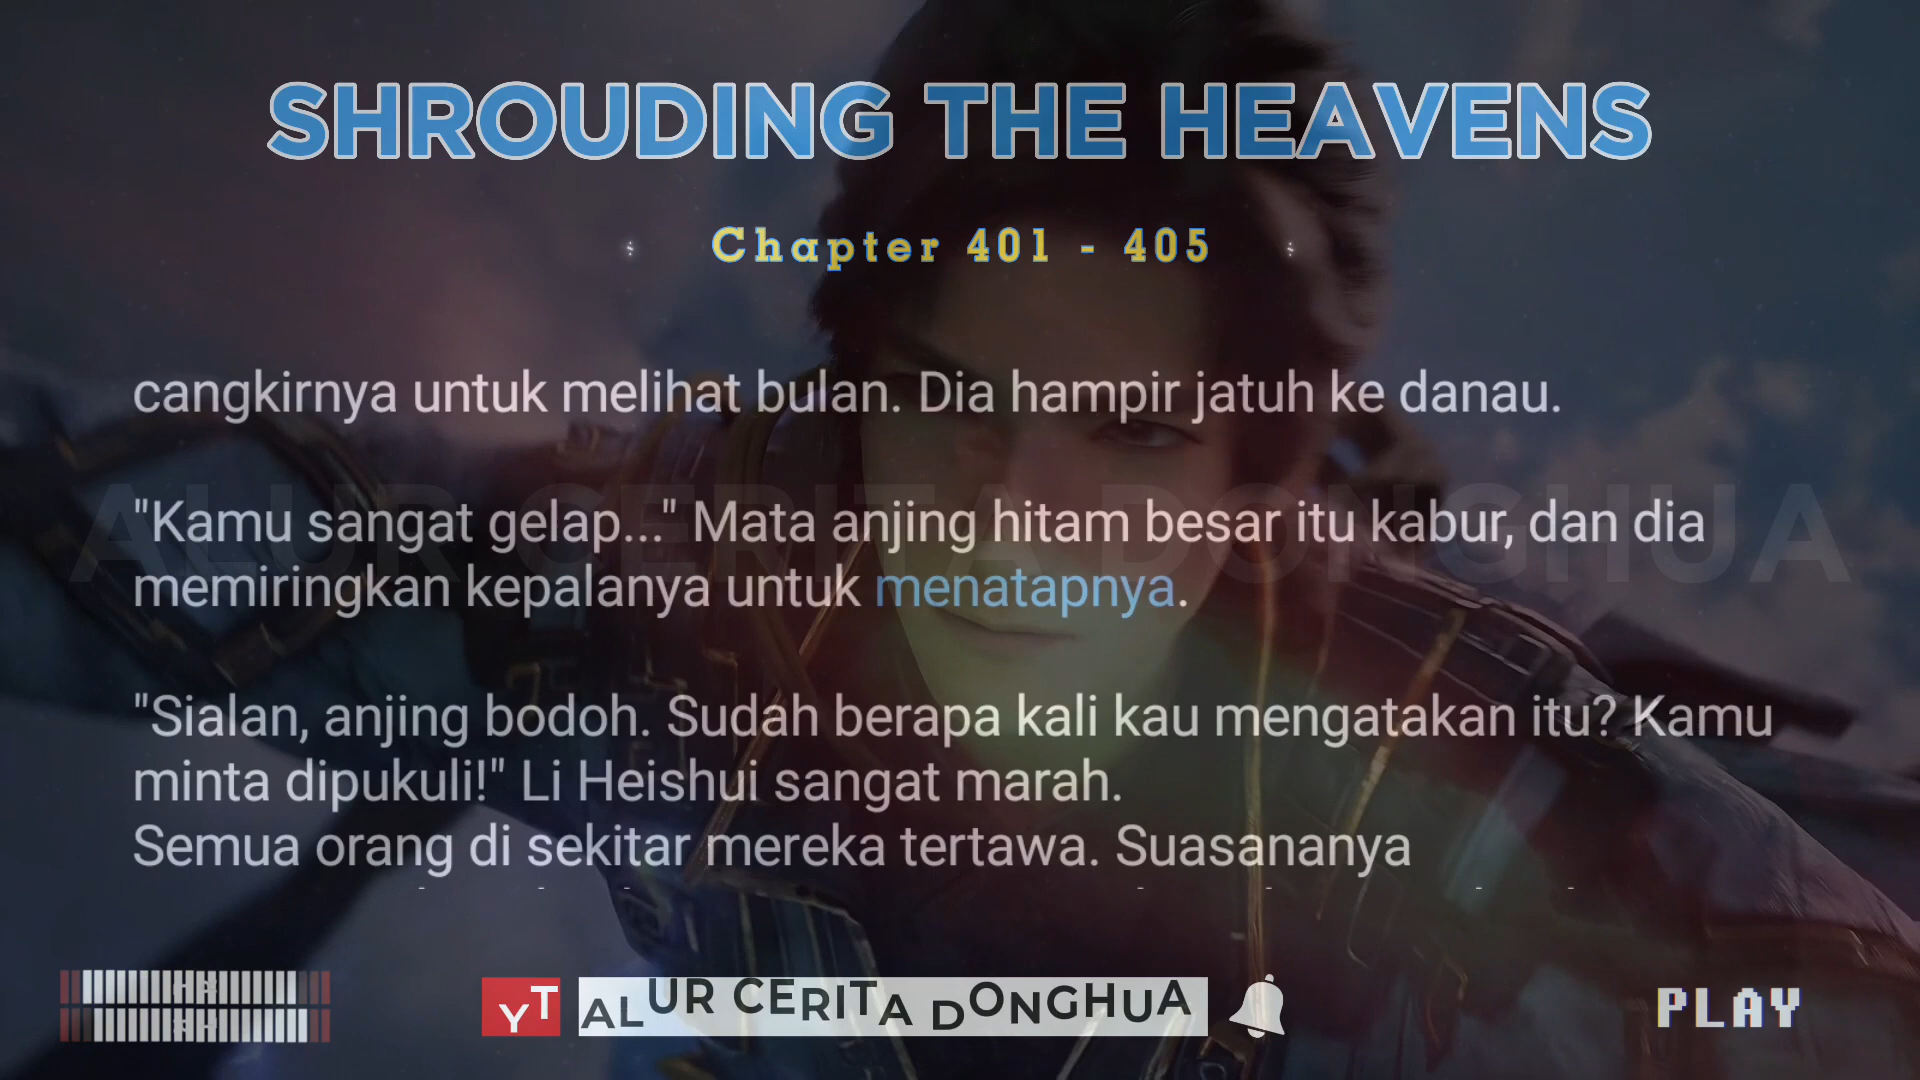 SHROUDING THE HEAVENS
Chapter 401 - 405
cangkirnya untuk melihat bulan. Dia hampir jatuh ke danau.
ALUR CERITA DONGHUA
"Kamu sangat gelap..." Mata anjing hitam besar itu kabur, dan dia
memiringkan kepalanya untuk menatapnya.
"Sialan, anjing bodoh. Sudah berapa kali kau mengatakan itu? Kamu
minta dipukuli!" Li Heishui sangat marah.
Semua orang di sekitar mereka tertawa. Suasananya
YT ALUR CERITA DONGHUA
PLAY